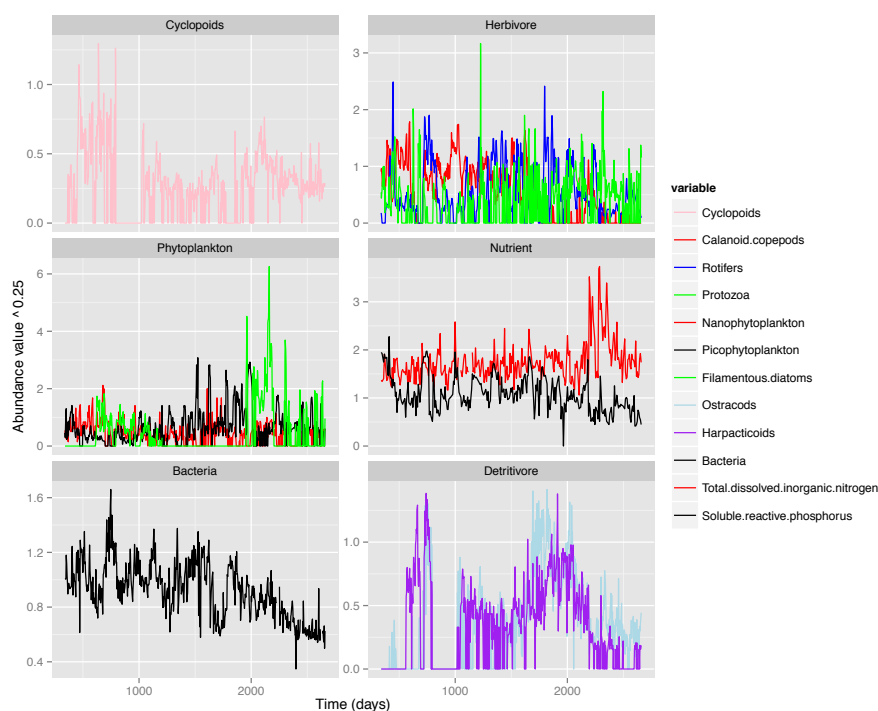 Cyclopoids
Herbivore
1.0
0.5
0.0
3
2
1
0
Phytoplankton
Nutrient
6
4
2
0
3
2
1
0
Bacteria
Detritivore
1.6
1.2
0.8
0.4
1.0
0.5
0.0
1000
2000
1000
2000
Time (days)
Abundance value ^ 0.25
variable
Cyclopoids
Calanoid.copepods
Rotifers
Protozoa
Nanophytoplankton
Picophytoplankton
Filamentous.diatoms
Ostracods
Harpacticoids
Bacteria
Total.dissolved.inorganic.nitrogen
Soluble.reactive.phosphorus